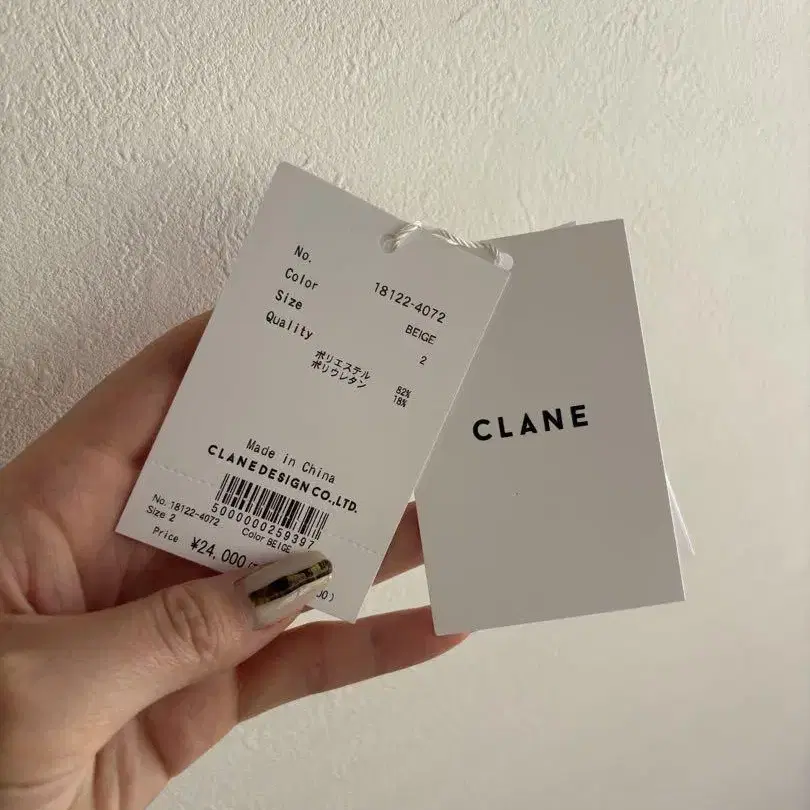 No. 18122-4072
Color BEIGE
Size 2
Quality
ポリエステル 82%
ポリウレタン 18%
Made in China
CLANE DESIGN CO.,LTD.
5000000259397
No. 18122-4072
Size 2 Color BEIGE
Price ¥24,000
CLANE